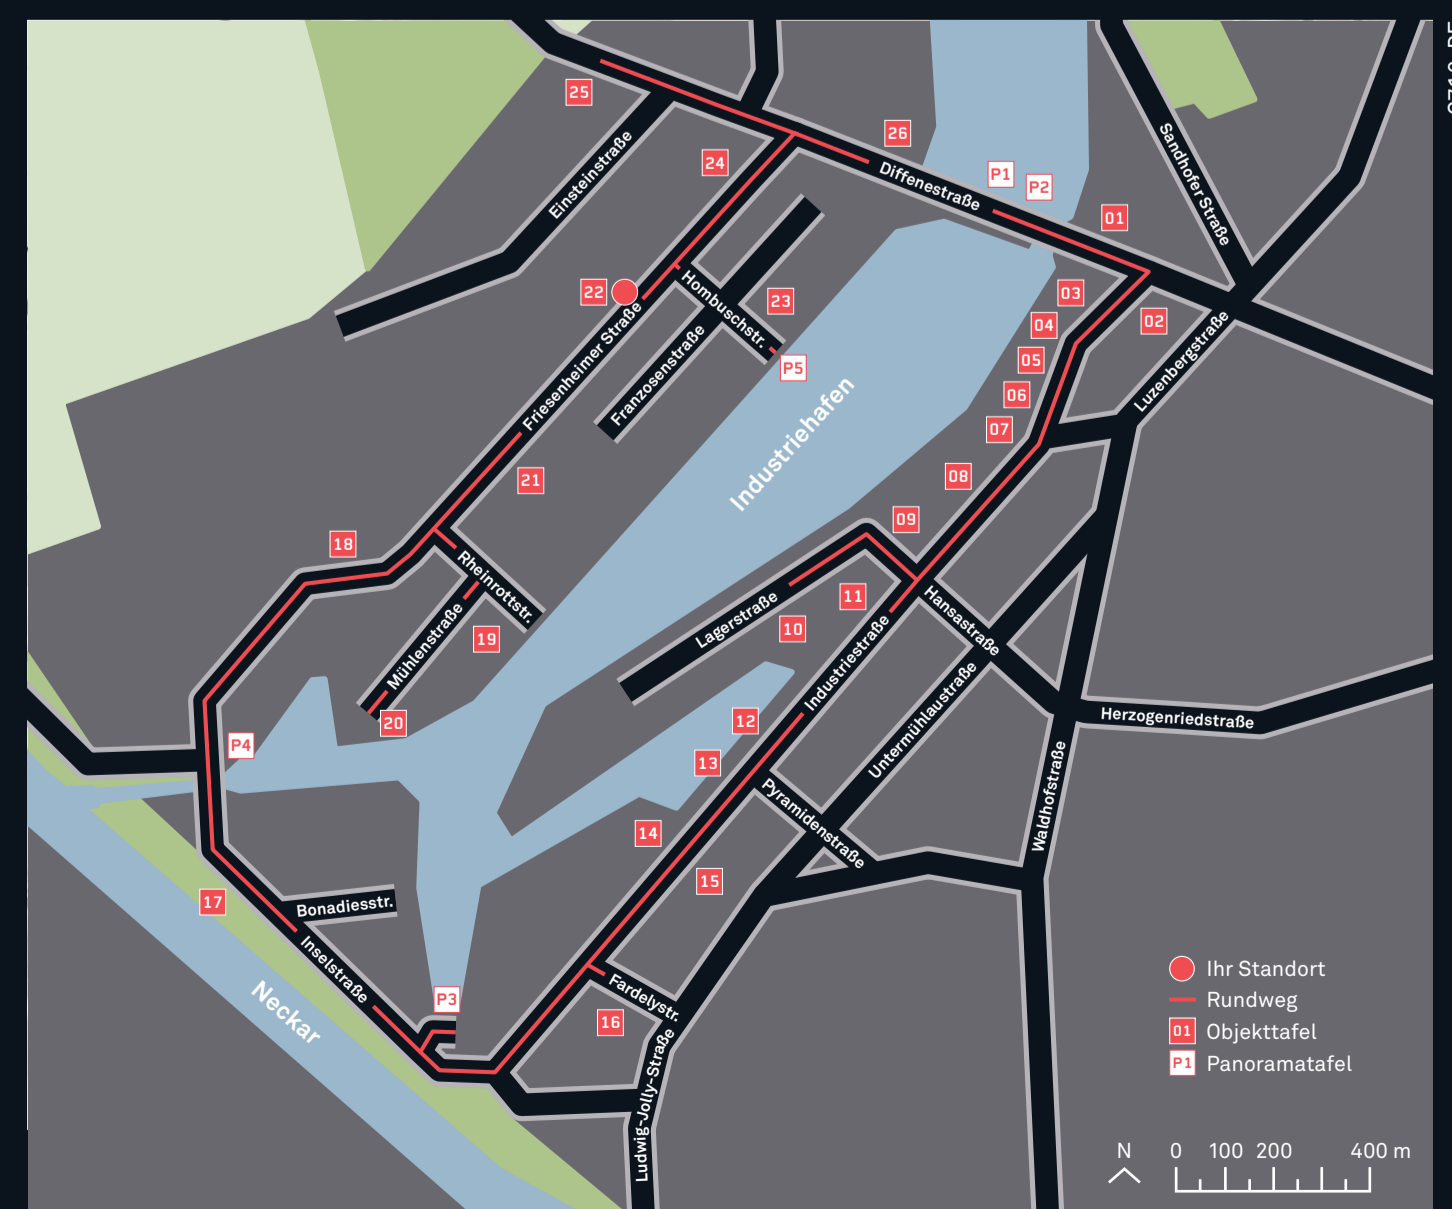 25
26
24
Einsteinstraße
Diffenestraße
P1
P2
01
Sandhofer Straße
22
Hombuschstr.
23
03
02
04
05
06
07
P5
Friesenheimer Straße
Franzosenstraße
Luzenbergstraße
Industriehafen
21
08
09
18
Rheinrottstr.
Mühlenstraße
19
20
Lagerstraße
11
10
Hansastraße
Industriestraße
Untermühlaustraße
Herzogenriedstraße
P4
12
13
14
Pyramidenstraße
Waldhofstraße
15
17
Bonadiesstr.
Inselstraße
Neckar
P3
Fardelystr.
16
Ludwig-Jolly-Straße
Ihr Standort
Rundweg
01 Objekttafel
P1 Panoramatafel
N 0 100 200 400 m